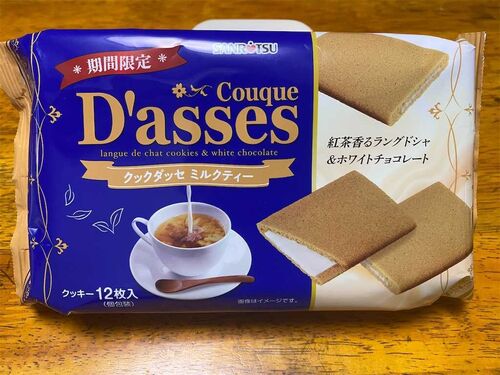 SANRITSU
* 期間限定 *
Couque
D'asses
langue de chat cookies & white chocolate
クックダッセ ミルクティー
紅茶香るラングドシャ
&ホワイトチョコレート
クッキー12枚入
(個包装)
画像はイメージです。